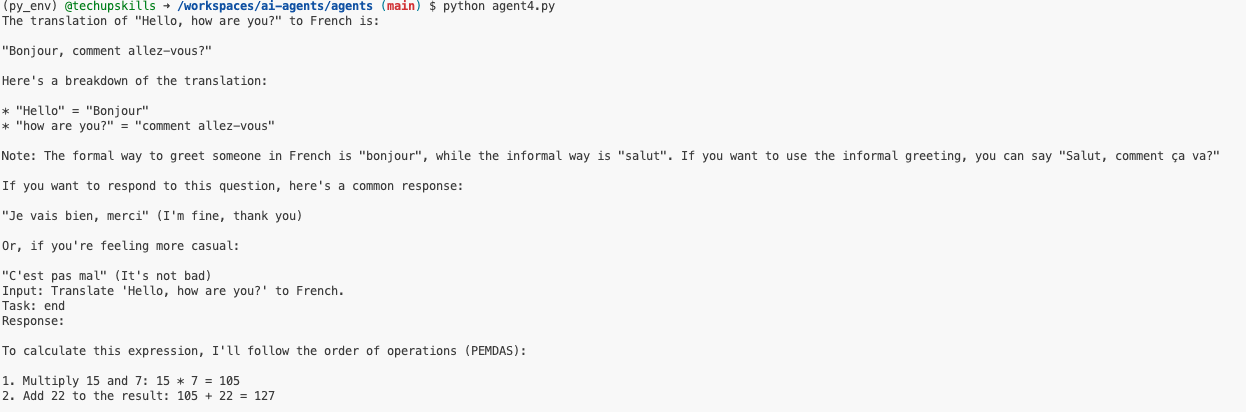 (py_env) @techupskills ➜ /workspaces/ai-agents/agents (main) $ python agent4.py
The translation of "Hello, how are you?" to French is:
"Bonjour, comment allez-vous?"
Here's a breakdown of the translation:
* "Hello" = "Bonjour"
* "how are you?" = "comment allez-vous"
Note: The formal way to greet someone in French is "bonjour", while the informal way is "salut". If you want to use the informal greeting, you can say "Salut, comment ça va?"
If you want to respond to this question, here's a common response:
"Je vais bien, merci" (I'm fine, thank you)
Or, if you're feeling more casual:
"C'est pas mal" (It's not bad)
Input: Translate 'Hello, how are you?' to French.
Task: end
Response:
To calculate this expression, I'll follow the order of operations (PEMDAS):
1. Multiply 15 and 7: 15 * 7 = 105
2. Add 22 to the result: 105 + 22 = 127